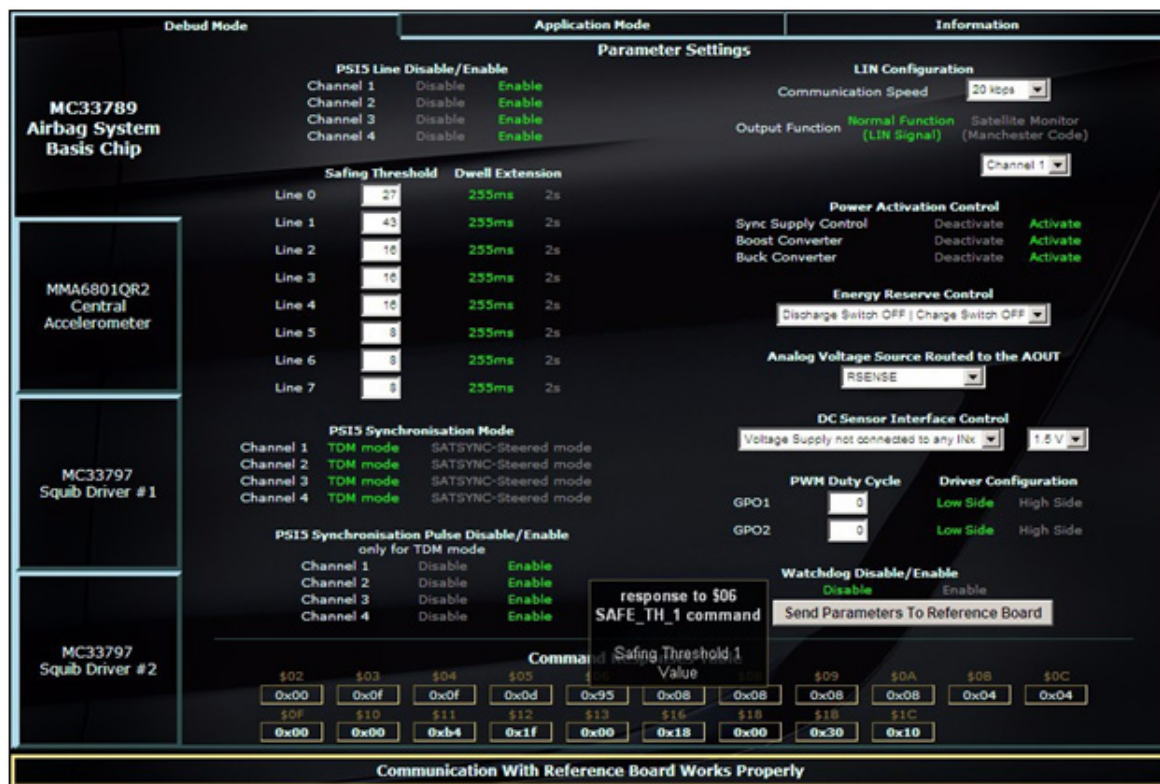 Debud Mode
Application Mode
Information
Parameter Settings
MC33789
Airbag System
Basis Chip
MMA6801QR2
Central
Accelerometer
MC33797
Squib Driver #1
MC33797
Squib Driver #2
PSI5 Line Disable/Enable
Channel 1 Disable Enable
Channel 2 Disable Enable
Channel 3 Disable Enable
Channel 4 Disable Enable
Safing Threshold Dwell Extension
Line 0 27 255ms 2s
Line 1 43 255ms 2s
Line 2 16 255ms 2s
Line 3 16 255ms 2s
Line 4 16 255ms 2s
Line 5 8 255ms 2s
Line 6 8 255ms 2s
Line 7 8 255ms 2s
PSI5 Synchronisation Mode
Channel 1 TDM mode SATSYNC-Steered mode
Channel 2 TDM mode SATSYNC-Steered mode
Channel 3 TDM mode SATSYNC-Steered mode
Channel 4 TDM mode SATSYNC-Steered mode
PSI5 Synchronisation Pulse Disable/Enable
only for TDM mode
Channel 1 Disable Enable
Channel 2 Disable Enable
Channel 3 Disable Enable
Channel 4 Disable Enable
LIN Configuration
Communication Speed 20 kbps
Output Function Normal Function Satellite Monitor
(LIN Signal) (Manchester Code)
Channel 1
Power Activation Control
Sync Supply Control Deactivate Activate
Boost Converter Deactivate Activate
Buck Converter Deactivate Activate
Energy Reserve Control
Discharge Switch OFF | Charge Switch OFF
Analog Voltage Source Routed to the AOUT
RSENSE
DC Sensor Interface Control
Voltage Supply not connected to any INx 1.5 V
PWM Duty Cycle Driver Configuration
GPO1 0 Low Side High Side
GPO2 0 Low Side High Side
Watchdog Disable/Enable
Disable Enable
Send Parameters To Reference Board
response to $06
SAFE_TH_1 command
Safing Threshold 1
Value
Command
$02 $03 $04 $05 $09 $0A $0B $0C
0x00 0x0f 0x0f 0x0d 0x95 0x08 0x08 0x08 0x08 0x04 0x04
$0F $10 $11 $12 $13 $16 $18 $18 $1C
0x00 0x00 0xb4 0x1f 0x00 0x18 0x00 0x30 0x10
Communication With Reference Board Works Properly